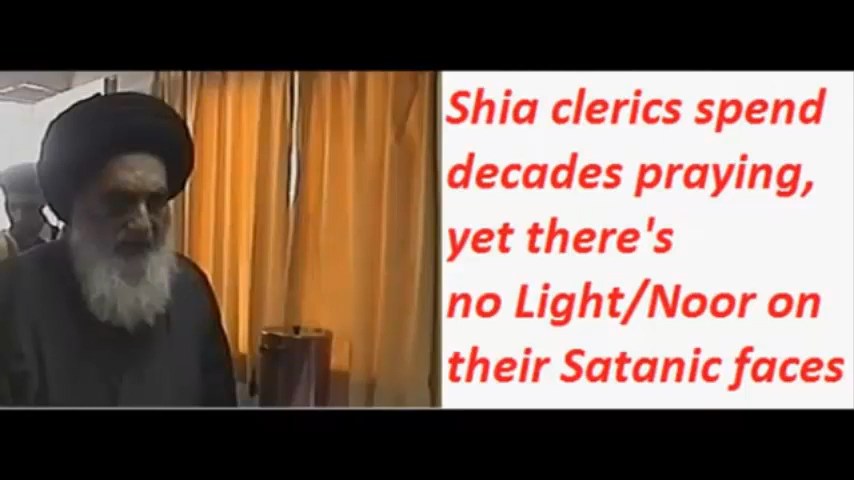 Shia clerics spend
decades praying,
yet there's
no Light/Noor on
their Satanic faces